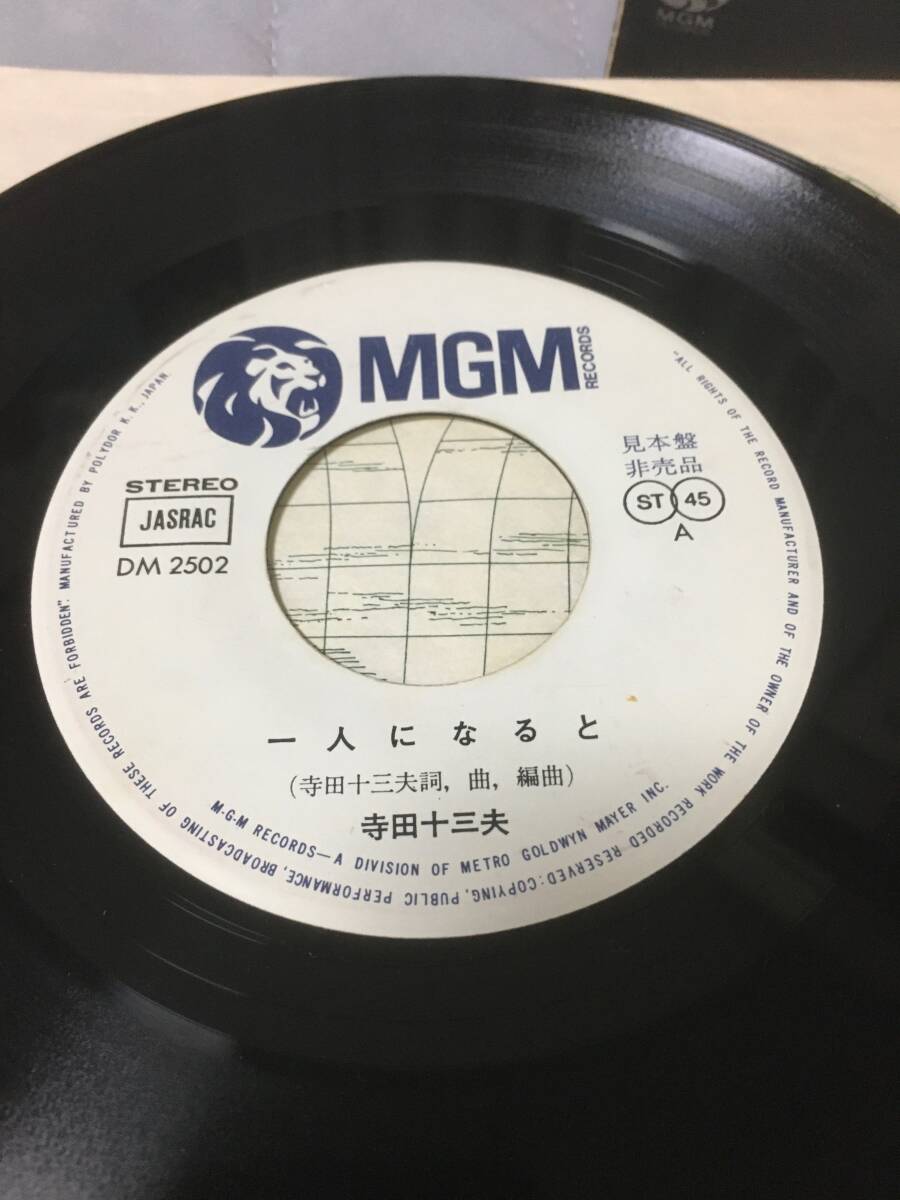 MGM
MGM
RECORDS
STEREO
JASRAC
DM 2502
見本盤
非売品
ST 45
A
一人になると
(寺田十三夫詞, 曲, 編曲)
寺田十三夫
M-G-M RECORDS—A DIVISION OF METRO GOLDWYN MAYER INC.
"ALL RIGHTS OF THE RECORD MANUFACTURER AND OF THE OWNER OF THE WORK RECORDED RESERVED: COPYING, PUBLIC PERFORMANCE, BROADCASTING OF THESE RECORDS ARE FORBIDDEN". MANUFACTURED BY POLYDOR K. K., JAPAN.